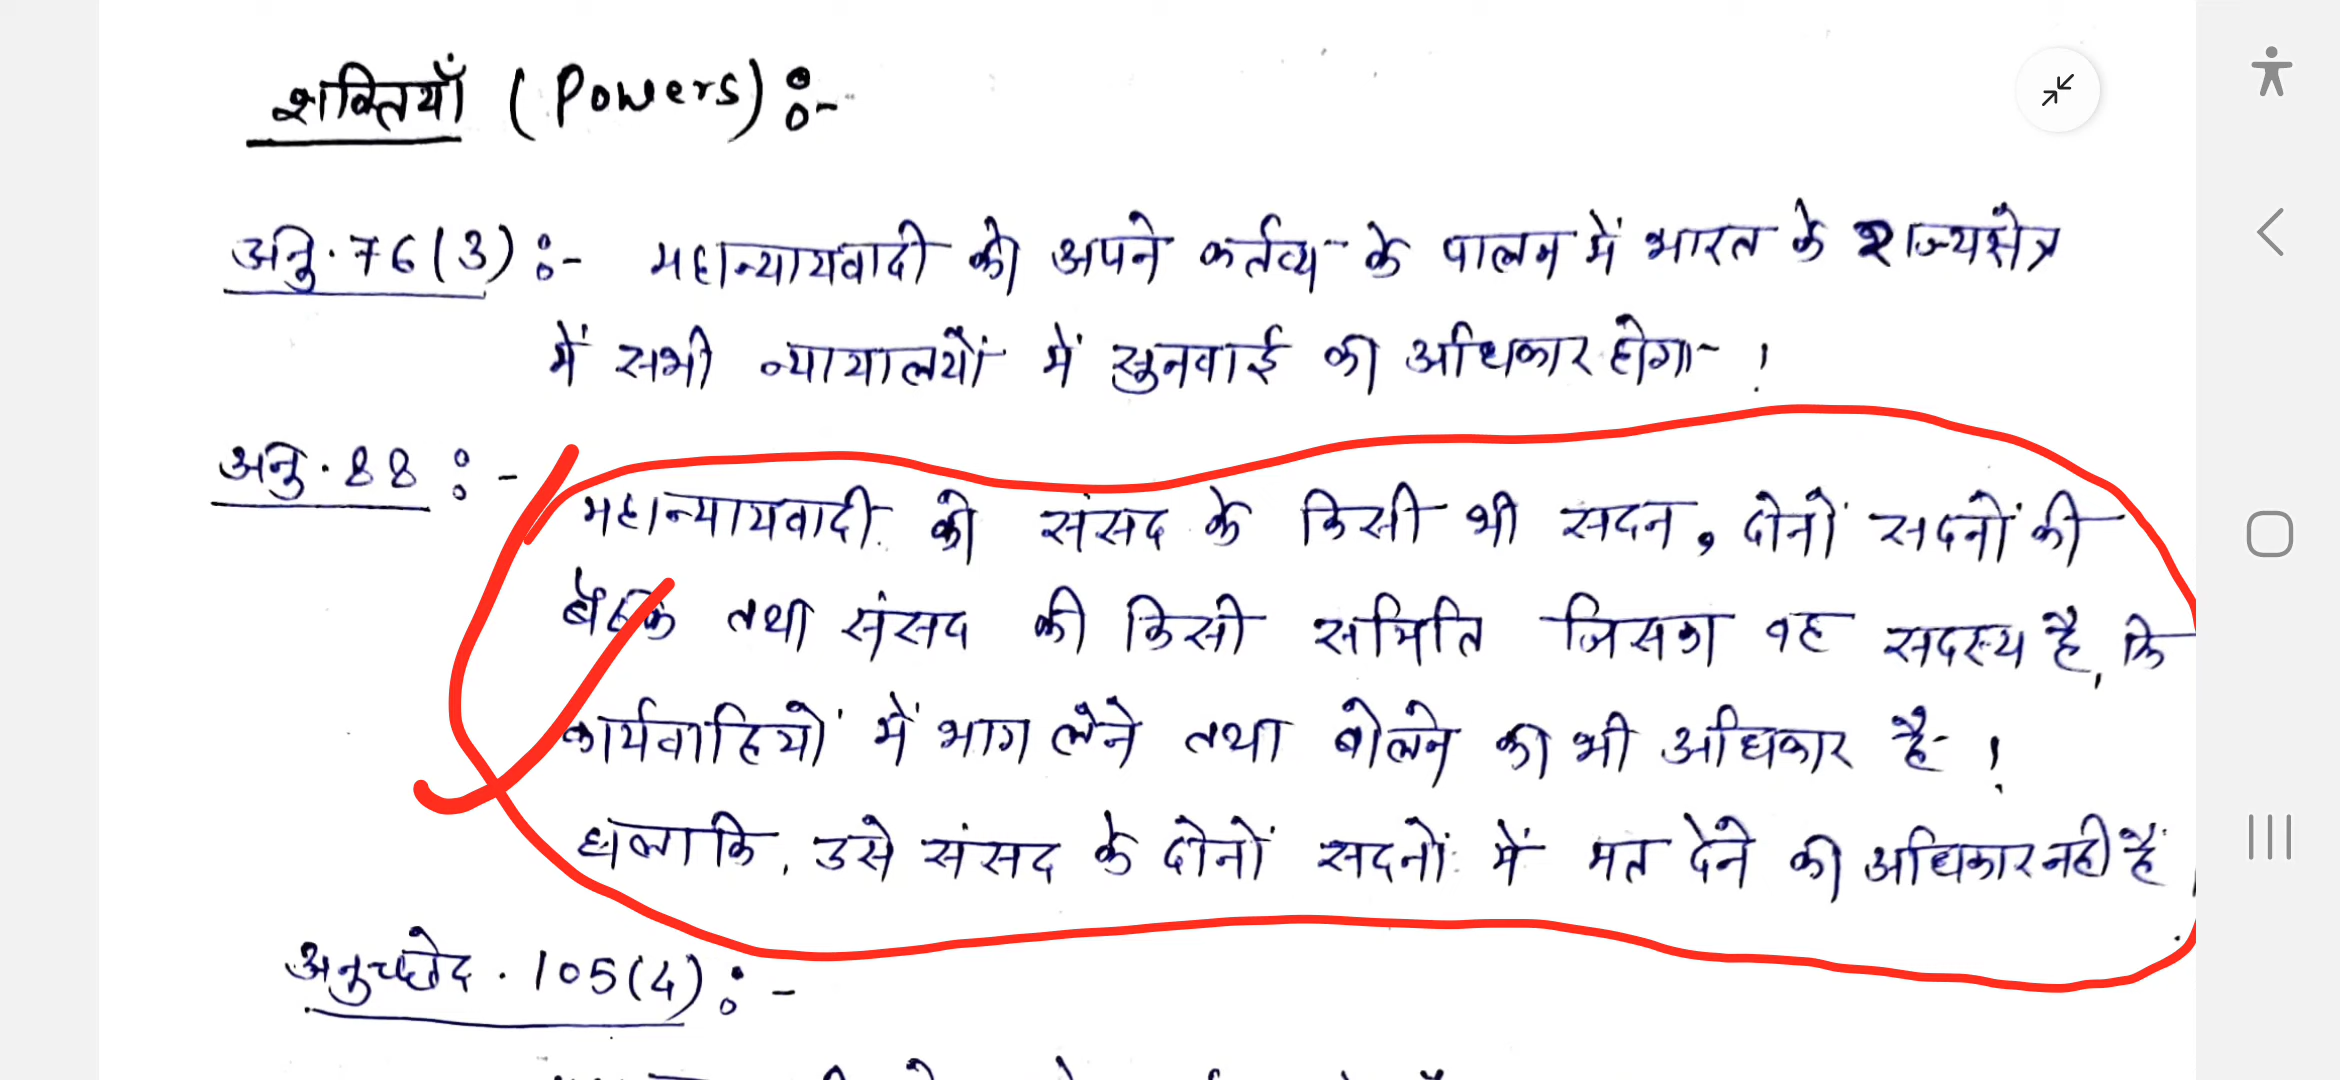 शक्तियाँ (Powers) :-
अनु. 76(3) :- महान्यायवादी को अपने कर्तव्य के पालन में भारत के राज्यक्षेत्र
में सभी न्यायालयों में सुनवाई का अधिकार होगा !
अनु. 88 :-
महान्यायवादी को संसद के किसी भी सदन, दोनों सदनों की
बैठक तथा संसद की किसी समिति जिसका वह सदस्य है, कि
कार्यवाहियों में भाग लेने तथा बोलने का भी अधिकार है !
हालाकि, उसे संसद के दोनों सदनों में मत देने का अधिकार नही है
अनुच्छेद . 105(4) :-